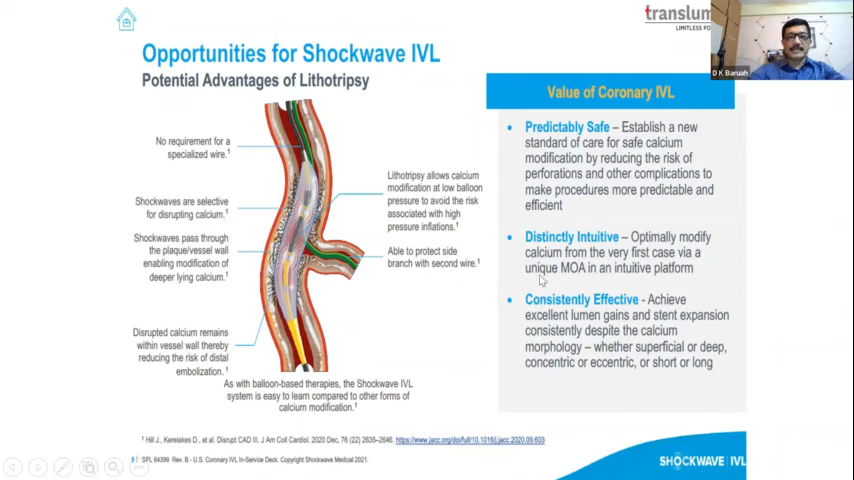 translum
LIMITLESS PO
D K Baruah
Opportunities for Shockwave IVL
Potential Advantages of Lithotripsy
No requirement for a
specialized wire.¹
Shockwaves are selective
for disrupting calcium.¹
Shockwaves pass through
the plaque/vessel wall
enabling modification of
deeper lying calcium.¹
Disrupted calcium remains
within vessel wall thereby
reducing the risk of distal
embolization.¹
Lithotripsy allows calcium
modification at low balloon
pressure to avoid the risk
associated with high
pressure inflations.¹
Able to protect side
branch with second wire.¹
As with balloon-based therapies, the Shockwave IVL
system is easy to learn compared to other forms of
calcium modification.¹
Value of Coronary IVL
• Predictably Safe – Establish a new
standard of care for safe calcium
modification by reducing the risk of
perforations and other complications to
make procedures more predictable and
efficient
• Distinctly Intuitive – Optimally modify
calcium from the very first case via a
unique MOA in an intuitive platform
• Consistently Effective - Achieve
excellent lumen gains and stent expansion
consistently despite the calcium
morphology – whether superficial or deep,
concentric or eccentric, or short or long
¹ Hill J., Kereiakes D., et al. Disrupt CAD III. J Am Coll Cardiol. 2020 Dec, 76 (22) 2635–2646, https://www.jacc.org/doi/full/10.1016/j.jacc.2020.09.603
SPL 64399 Rev. B - U.S. Coronary IVL In-Service Deck. Copyright Shockwave Medical 2021.
SHOCKWAVE | IVL